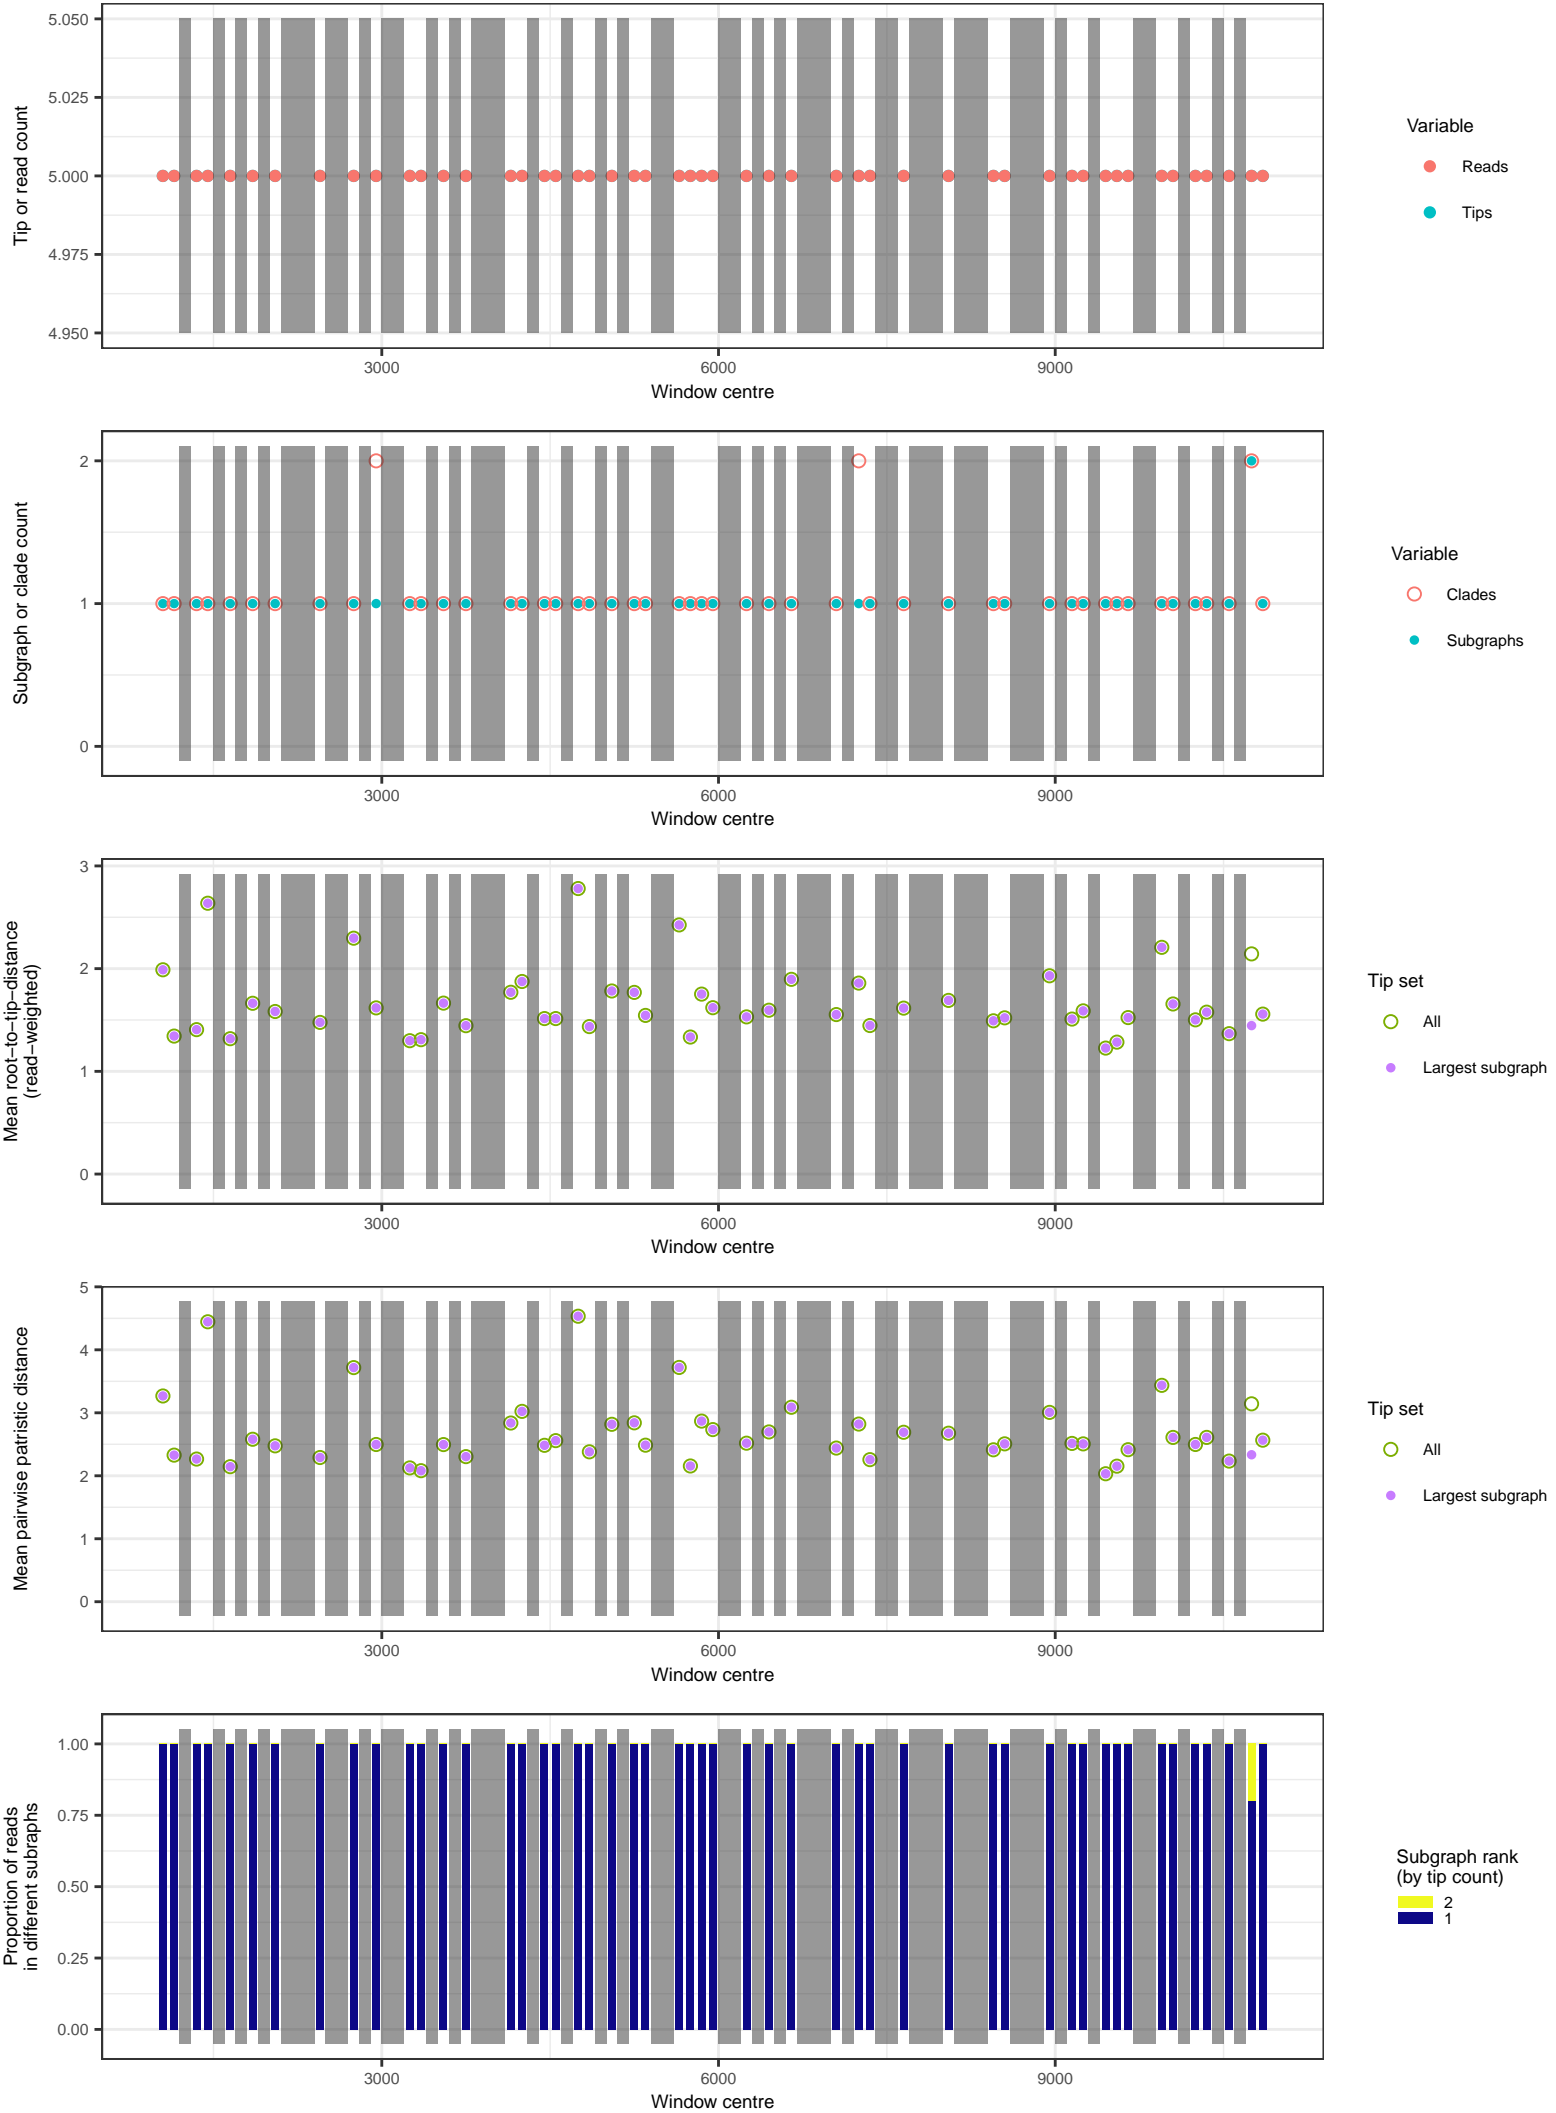 5.050
5.025
5.000
4.975
4.950
Tip or read count
3000
6000
9000
Window centre
Variable
Reads
Tips
2
1
0
Subgraph or clade count
3000
6000
9000
Window centre
Variable
Clades
Subgraphs
3
2
1
0
Mean root−to−tip−distance
(read−weighted)
3000
6000
9000
Window centre
Tip set
All
Largest subgraph
5
4
3
2
1
0
Mean pairwise patristic distance
3000
6000
9000
Window centre
Tip set
All
Largest subgraph
1.00
0.75
0.50
0.25
0.00
Proportion of reads
in different subraphs
3000
6000
9000
Window centre
Subgraph rank
(by tip count)
2
1